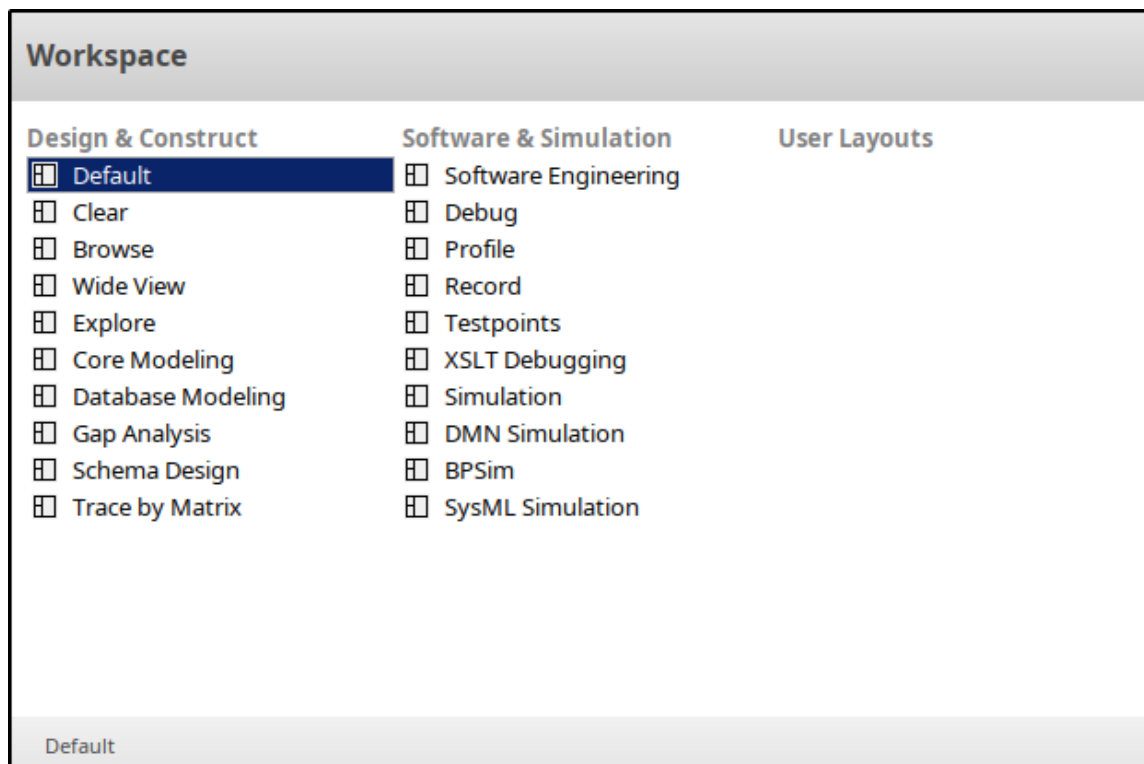 Workspace
Design & Construct
Default
Clear
Browse
Wide View
Explore
Core Modeling
Database Modeling
Gap Analysis
Schema Design
Trace by Matrix
Software & Simulation
Software Engineering
Debug
Profile
Record
Testpoints
XSLT Debugging
Simulation
DMN Simulation
BPSim
SysML Simulation
User Layouts
Default